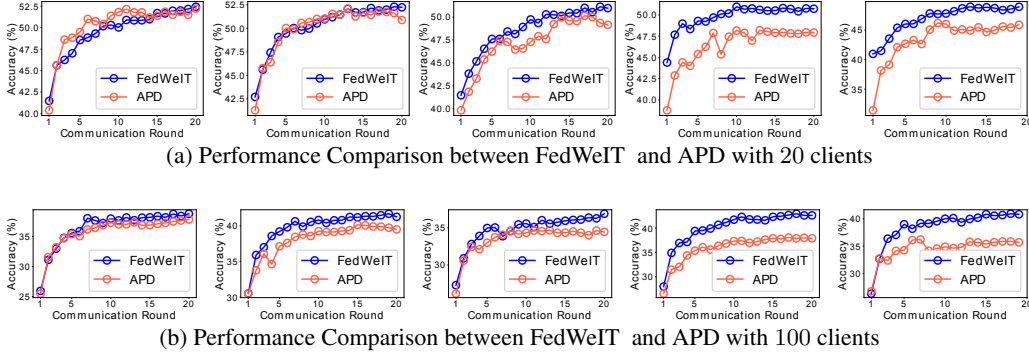 Accuracy (%)
52.5
50.0
47.5
45.0
42.5
40.0
FedWeIT
APD
1 5 10 15 20
Communication Round
Accuracy (%)
52.5
50.0
47.5
45.0
42.5
FedWeIT
APD
1 5 10 15 20
Communication Round
Accuracy (%)
50.0
47.5
45.0
42.5
40.0
FedWeIT
APD
1 5 10 15 20
Communication Round
Accuracy (%)
50.0
47.5
45.0
42.5
40.0
FedWeIT
APD
1 5 10 15 20
Communication Round
Accuracy (%)
45
40
35
FedWeIT
APD
1 5 10 15 20
Communication Round
(a) Performance Comparison between FedWeIT and APD with 20 clients
Accuracy (%)
35
30
25
FedWeIT
APD
1 5 10 15 20
Communication Round
Accuracy (%)
40
35
30
FedWeIT
APD
1 5 10 15 20
Communication Round
Accuracy (%)
35
30
FedWeIT
APD
1 5 10 15 20
Communication Round
Accuracy (%)
40
35
30
FedWeIT
APD
1 5 10 15 20
Communication Round
Accuracy (%)
40
35
30
FedWeIT
APD
1 5 10 15 20
Communication Round
(b) Performance Comparison between FedWeIT and APD with 100 clients